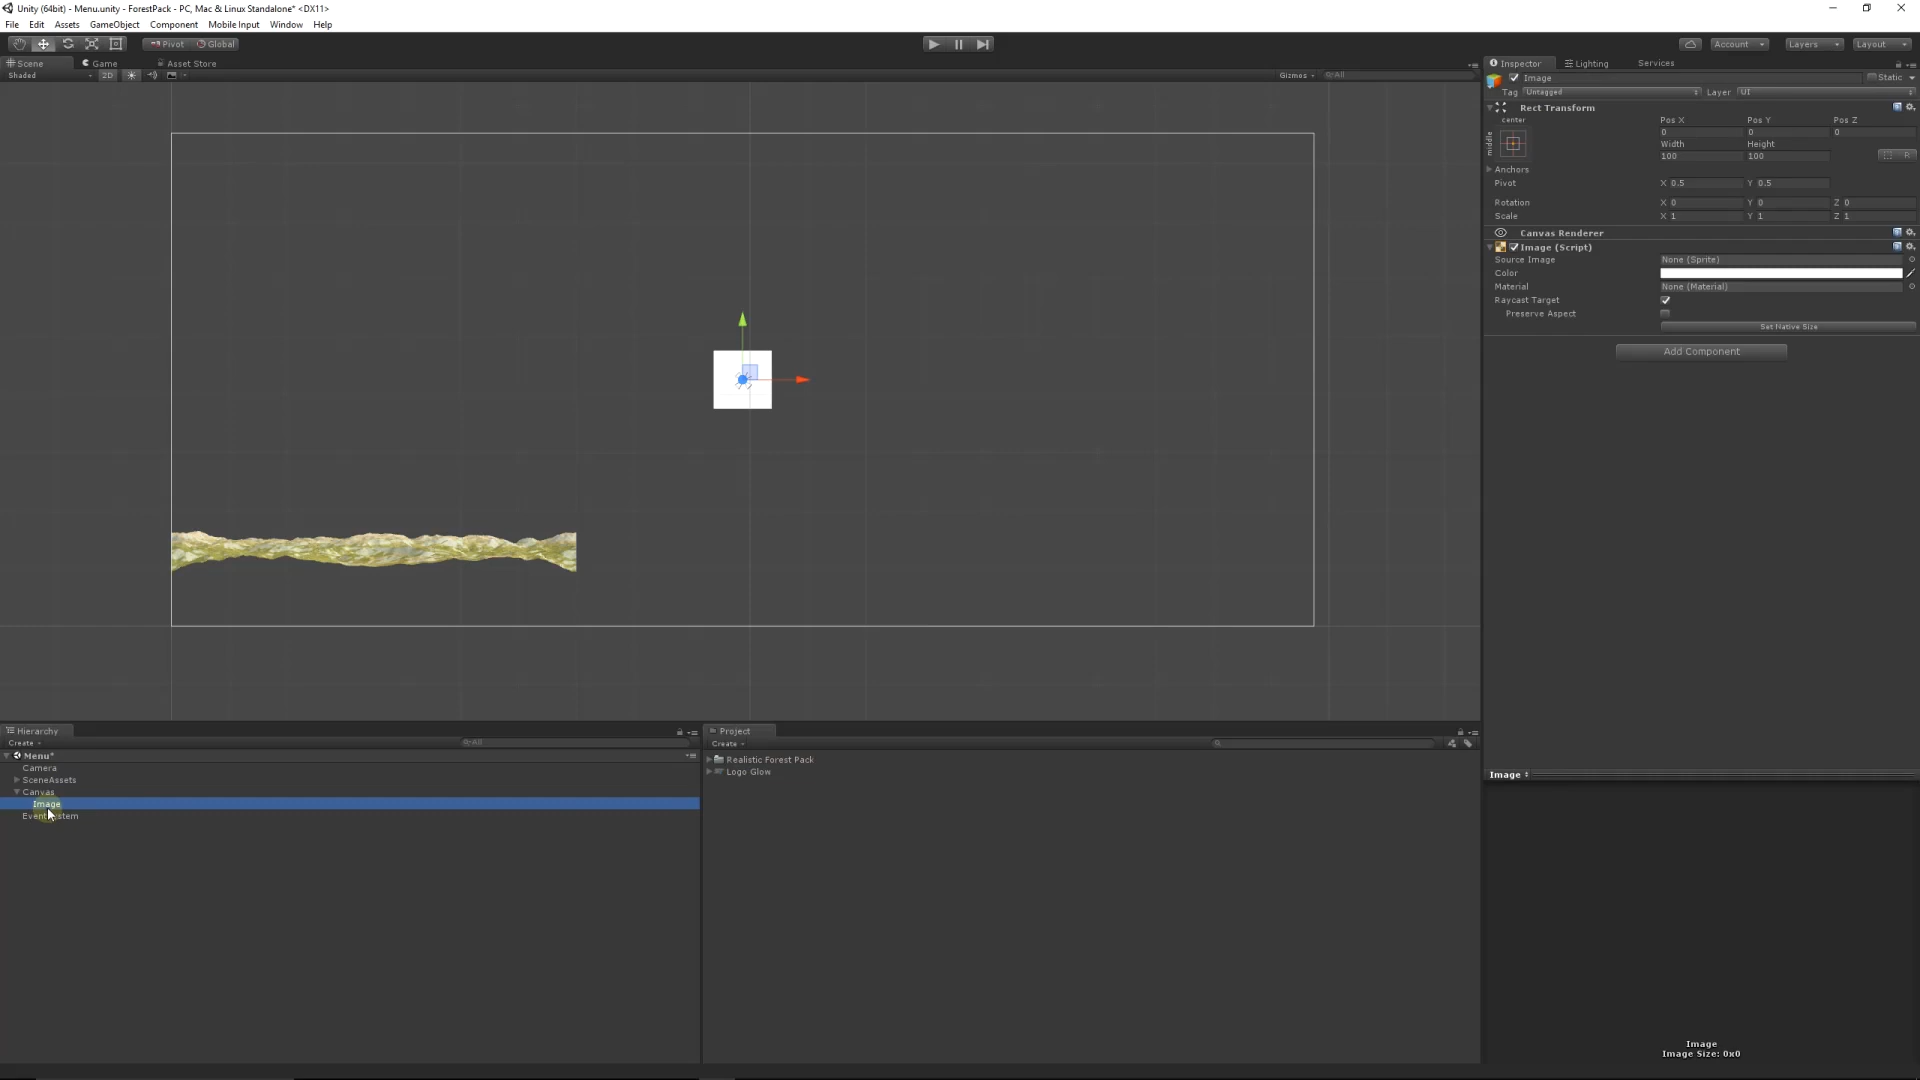 Unity (64bit) - Menu.unity - ForestPack - PC, Mac & Linux Standalone* <DX11>
File Edit Assets GameObject Component Mobile Input Window Help
Pivot Global Account Layers Layout
Scene Game Asset Store Inspector Lighting Services
Shaded 2D Gizmos All
Image Static
Tag Untagged Layer UI
Rect Transform
center Pos X Pos Y Pos Z
middle 0 0 0
Width Height
100 100 R
Anchors
Pivot X 0.5 Y 0.5
Rotation X 0 Y 0 Z 0
Scale X 1 Y 1 Z 1
Canvas Renderer
Image (Script)
Source Image None (Sprite)
Color
Material None (Material)
Raycast Target
Preserve Aspect
Set Native Size
Add Component
Hierarchy Project
Create All Create
Menu*
Camera
SceneAssets
Canvas
Image
EventSystem
Realistic Forest Pack
Logo Glow
Image
Image
Image Size: 0x0